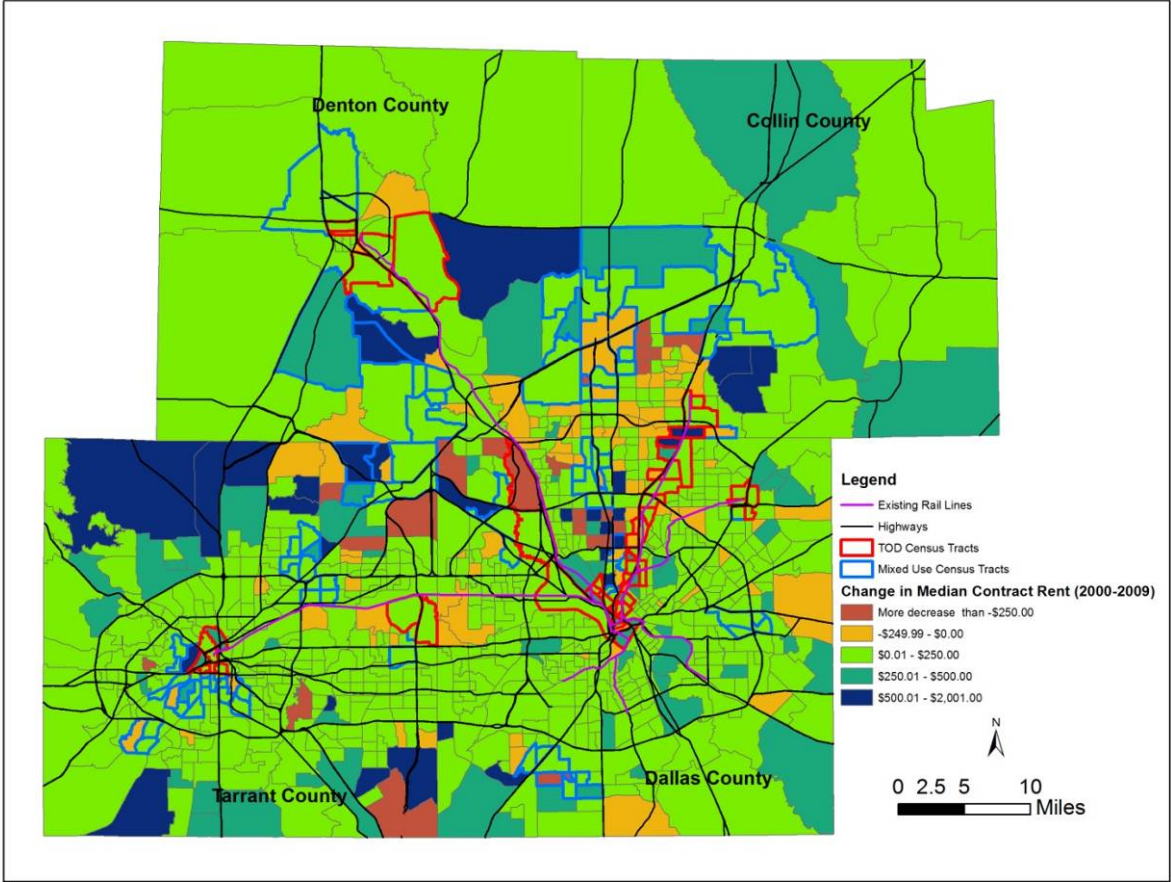 Denton County
Collin County
Legend
Existing Rail Lines
Highways
TOD Census Tracts
Mixed Use Census Tracts
Change in Median Contract Rent (2000-2009)
More decrease than -$250.00
-$249.99 - $0.00
$0.01 - $250.00
$250.01 - $500.00
$500.01 - $2,001.00
N
Tarrant County
Dallas County
0 2.5 5 10
Miles